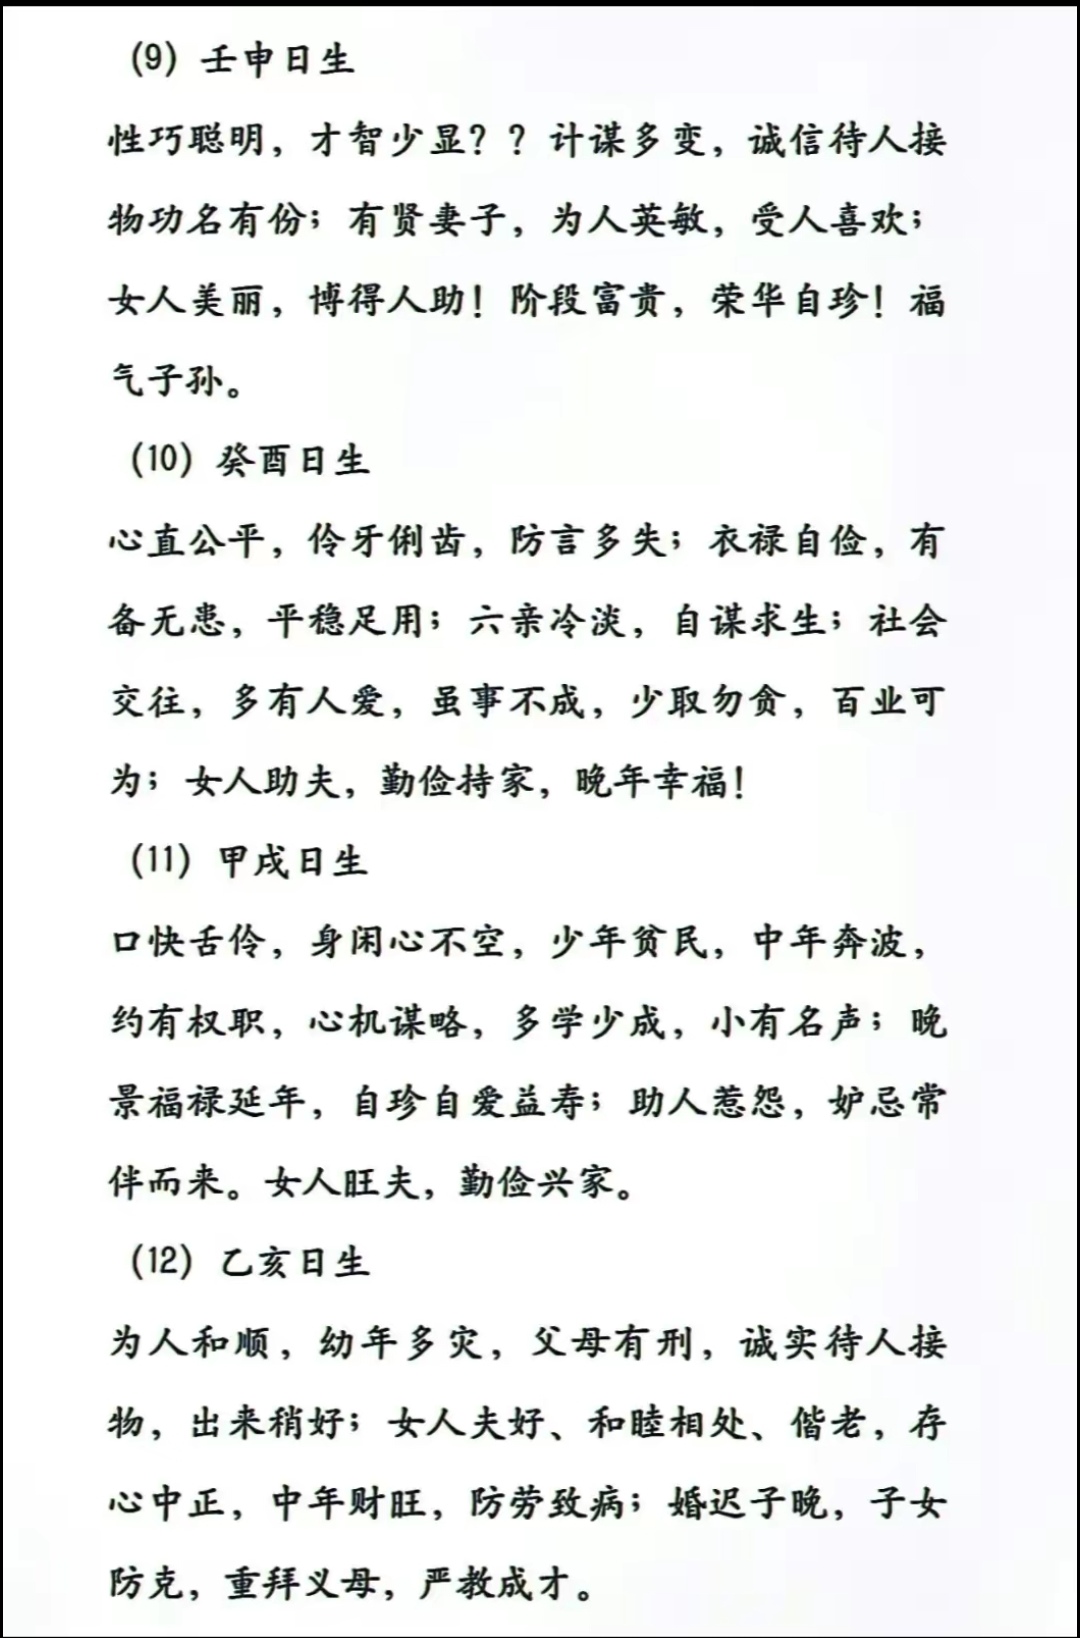 （9）壬申日生
性巧聪明，才智少显？？计谋多变，诚信待人接
物功名有份；有贤妻子，为人英敏，受人喜欢；
女人美丽，博得人助！阶段富贵，荣华自珍！福
气子孙。
（10）癸酉日生
心直公平，伶牙俐齿，防言多失；衣禄自俭，有
备无患，平稳足用；六亲冷淡，自谋求生；社会
交往，多有人爱，虽事不成，少取勿贪，百业可
为；女人助夫，勤俭持家，晚年幸福！
（11）甲戌日生
口快舌伶，身闲心不空，少年贫民，中年奔波，
约有权职，心机谋略，多学少成，小有名声；晚
景福禄延年，自珍自爱益寿；助人惹怨，妒忌常
伴而来。女人旺夫，勤俭兴家。
（12）乙亥日生
为人和顺，幼年多灾，父母有刑，诚实待人接
物，出来稍好；女人夫好、和睦相处、偕老，存
心中正，中年财旺，防劳致病；婚迟子晚，子女
防克，重拜义母，严教成才。